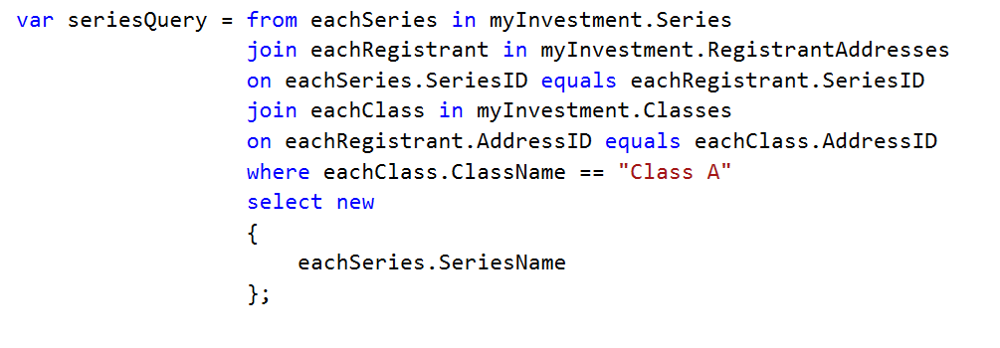 var seriesQuery = from eachSeries in myInvestment.Series
join eachRegistrant in myInvestment.RegistrantAddresses
on eachSeries.SeriesID equals eachRegistrant.SeriesID
join eachClass in myInvestment.Classes
on eachRegistrant.AddressID equals eachClass.AddressID
where eachClass.ClassName == "Class A"
select new
{
eachSeries.SeriesName
};